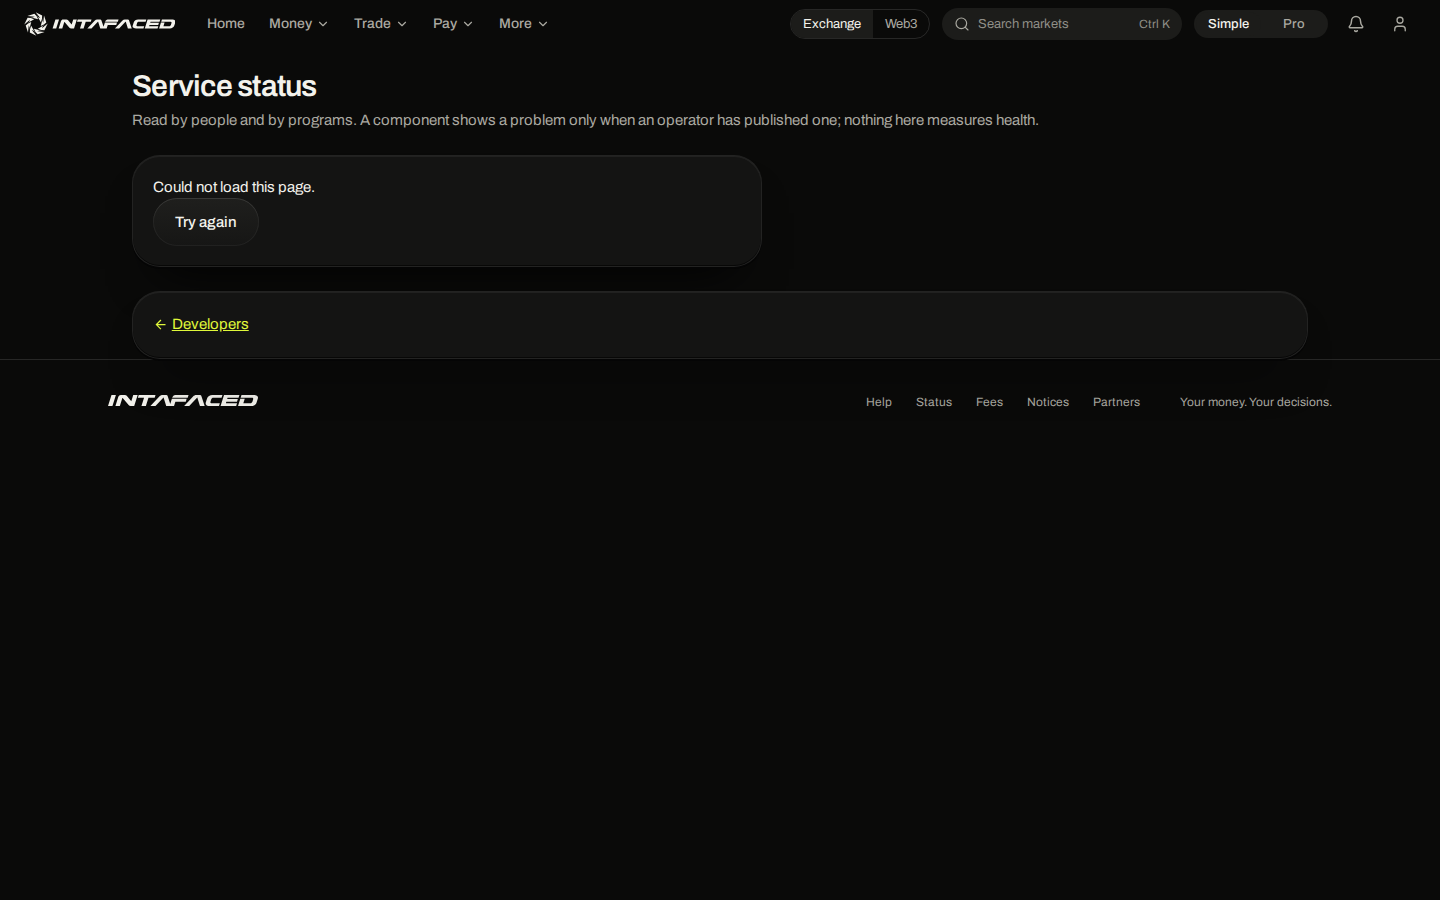 INTAFACED
Home
Money
Trade
Pay
More
Exchange
Web3
Search markets
Ctrl K
Simple
Pro
Service status
Read by people and by programs. A component shows a problem only when an operator has published one; nothing here measures health.
Could not load this page.
Try again
← Developers
INTAFACED
Help
Status
Fees
Notices
Partners
Your money. Your decisions.